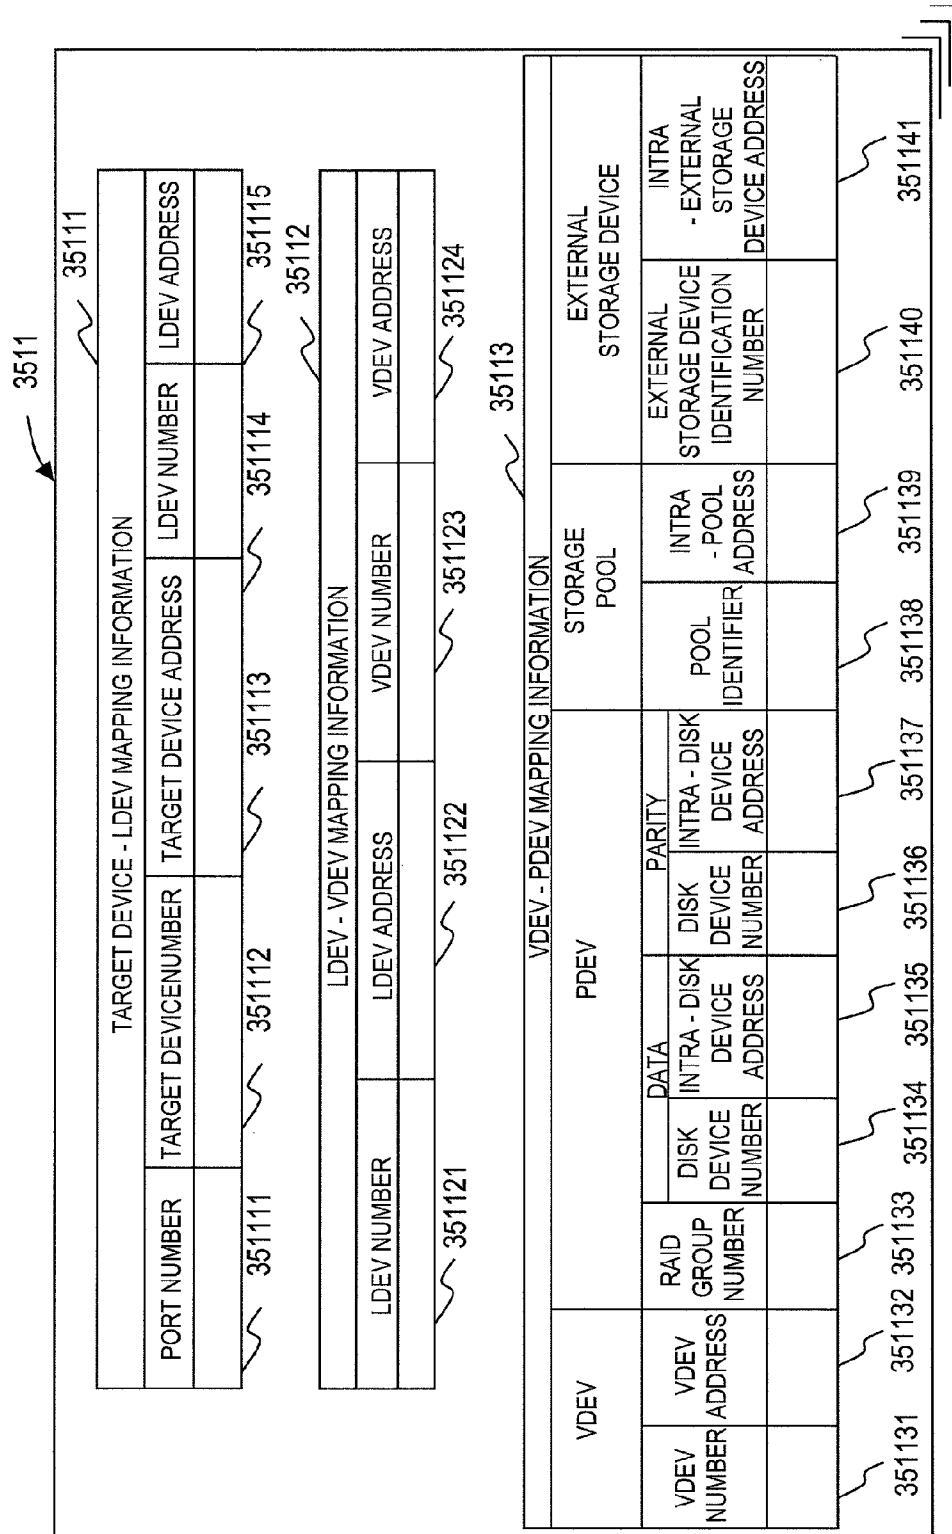 3511
35111
TARGET DEVICE - LDEV MAPPING INFORMATION
PORT NUMBER
TARGET DEVICENUMBER
TARGET DEVICE ADDRESS
LDEV NUMBER
LDEV ADDRESS
351111
351112
351113
351114
351115
35112
LDEV - VDEV MAPPING INFORMATION
LDEV NUMBER
LDEV ADDRESS
VDEV NUMBER
VDEV ADDRESS
351121
351122
351123
351124
35113
VDEV - PDEV MAPPING INFORMATION
VDEV
PDEV
STORAGE
POOL
EXTERNAL
STORAGE DEVICE
VDEV
NUMBER
VDEV
ADDRESS
RAID
GROUP
NUMBER
DATA
DISK
DEVICE
NUMBER
INTRA - DISK
DEVICE
ADDRESS
PARITY
DISK
DEVICE
NUMBER
INTRA - DISK
DEVICE
ADDRESS
POOL
IDENTIFIER
INTRA
- POOL
ADDRESS
EXTERNAL
STORAGE DEVICE
IDENTIFICATION
NUMBER
INTRA
- EXTERNAL
STORAGE
DEVICE ADDRESS
351131
351132
351133
351134
351135
351136
351137
351138
351139
351140
351141